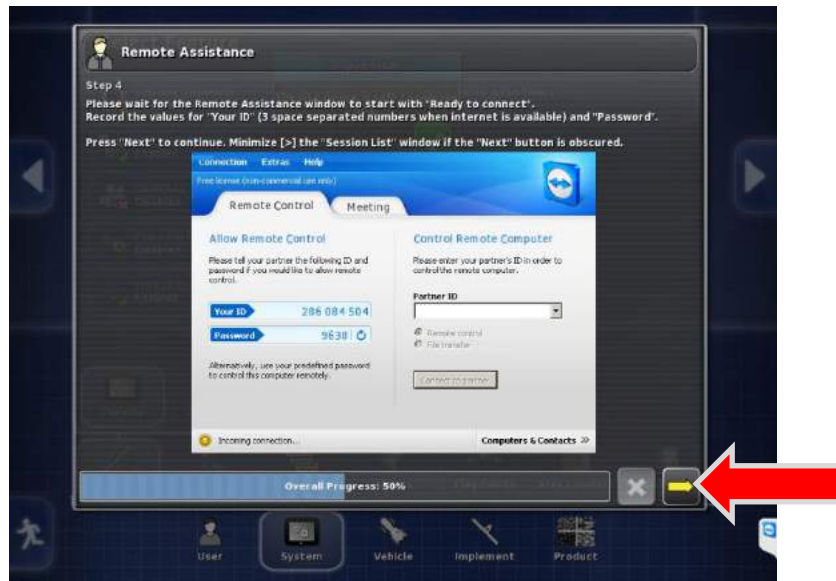 Remote Assistance
Step 4
Please wait for the Remote Assistance window to start with "Ready to connect".
Record the values for "Your ID" (3 space separated numbers when internet is available) and "Password".
Press "Next" to continue. Minimize [>] the "Session List" window if the "Next" button is obscured.
Connection Extras Help
Free license (non-commercial use only)
Remote Control Meeting
Allow Remote Control
Please tell your partner the following ID and
password if you would like to allow remote
control.
Your ID 286 084 504
Password 9638
Alternatively, use your predefined password
to control this computer remotely.
Incoming connection...
Control Remote Computer
Please enter your partner's ID in order to
control the remote computer.
Partner ID
Remote control
File transfer
Connect to partner
Computers & Contacts >>
Overall Progress: 50%
User System Vehicle Implement Product